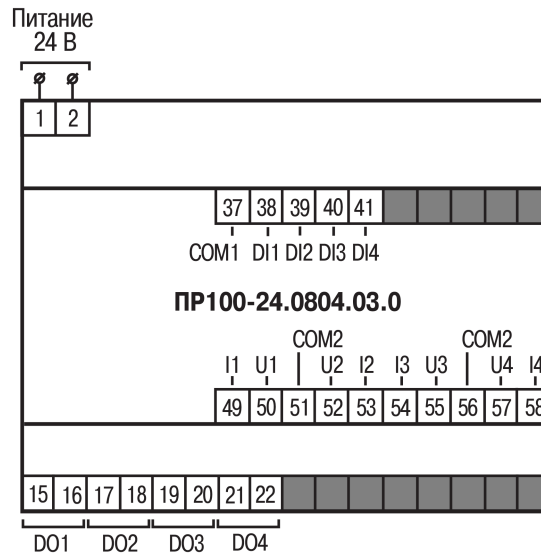 Питание
24 В
1 2
37 38 39 40 41
COM1 DI1 DI2 DI3 DI4
ПР100-24.0804.03.0
COM2 COM2
I1 U1 U2 I2 I3 U3 U4 I4
49 50 51 52 53 54 55 56 57 58
15 16 17 18 19 20 21 22
DO1 DO2 DO3 DO4